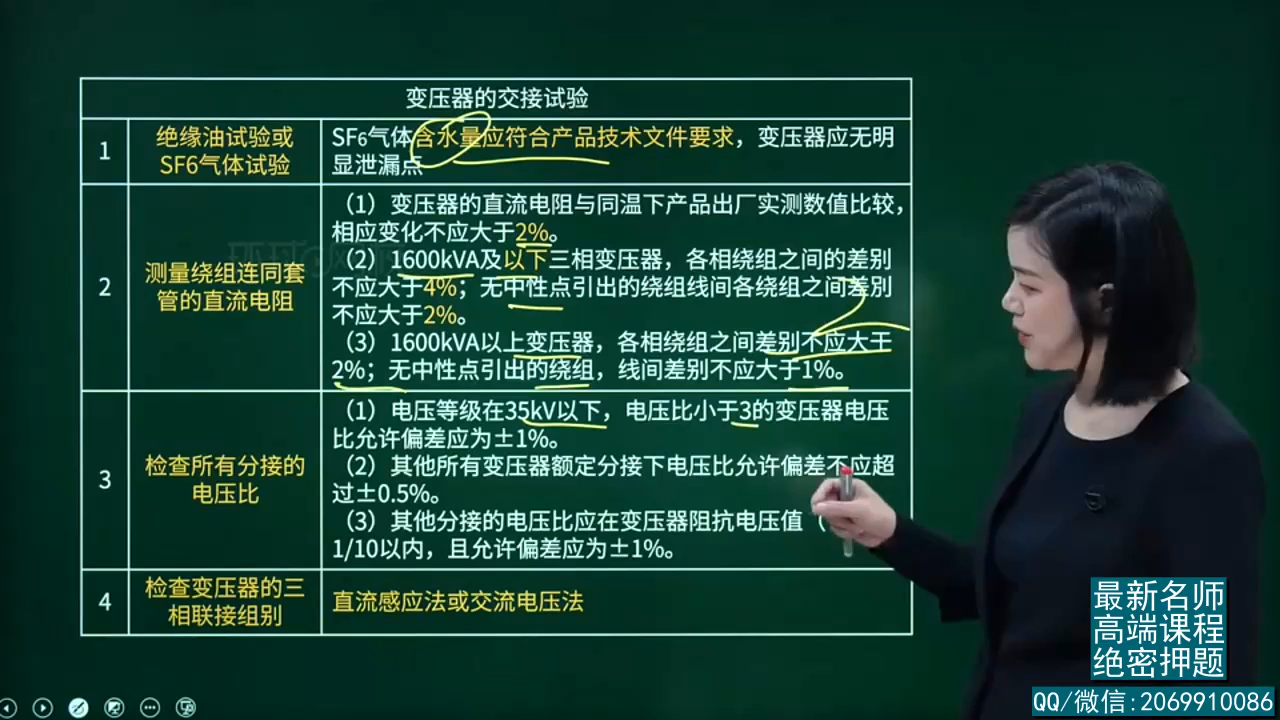 变压器的交接试验
1
绝缘油试验或
SF6气体试验
SF6气体含水量应符合产品技术文件要求，变压器应无明
显泄漏点
2
测量绕组连同套
管的直流电阻
（1）变压器的直流电阻与同温下产品出厂实测数值比较，
相应变化不应大于2%。
（2）1600kVA及以下三相变压器，各相绕组之间的差别
不应大于4%；无中性点引出的绕组线间各绕组之间差别
不应大于2%。
（3）1600kVA以上变压器，各相绕组之间差别不应大于
2%；无中性点引出的绕组，线间差别不应大于1%。
3
检查所有分接的
电压比
（1）电压等级在35kV以下，电压比小于3的变压器电压
比允许偏差应为±1%。
（2）其他所有变压器额定分接下电压比允许偏差不应超
过±0.5%。
（3）其他分接的电压比应在变压器阻抗电压值（
1/10以内，且允许偏差应为±1%。
4
检查变压器的三
相联接组别
直流感应法或交流电压法
最新名师
高端课程
绝密押题
QQ/微信:2069910086